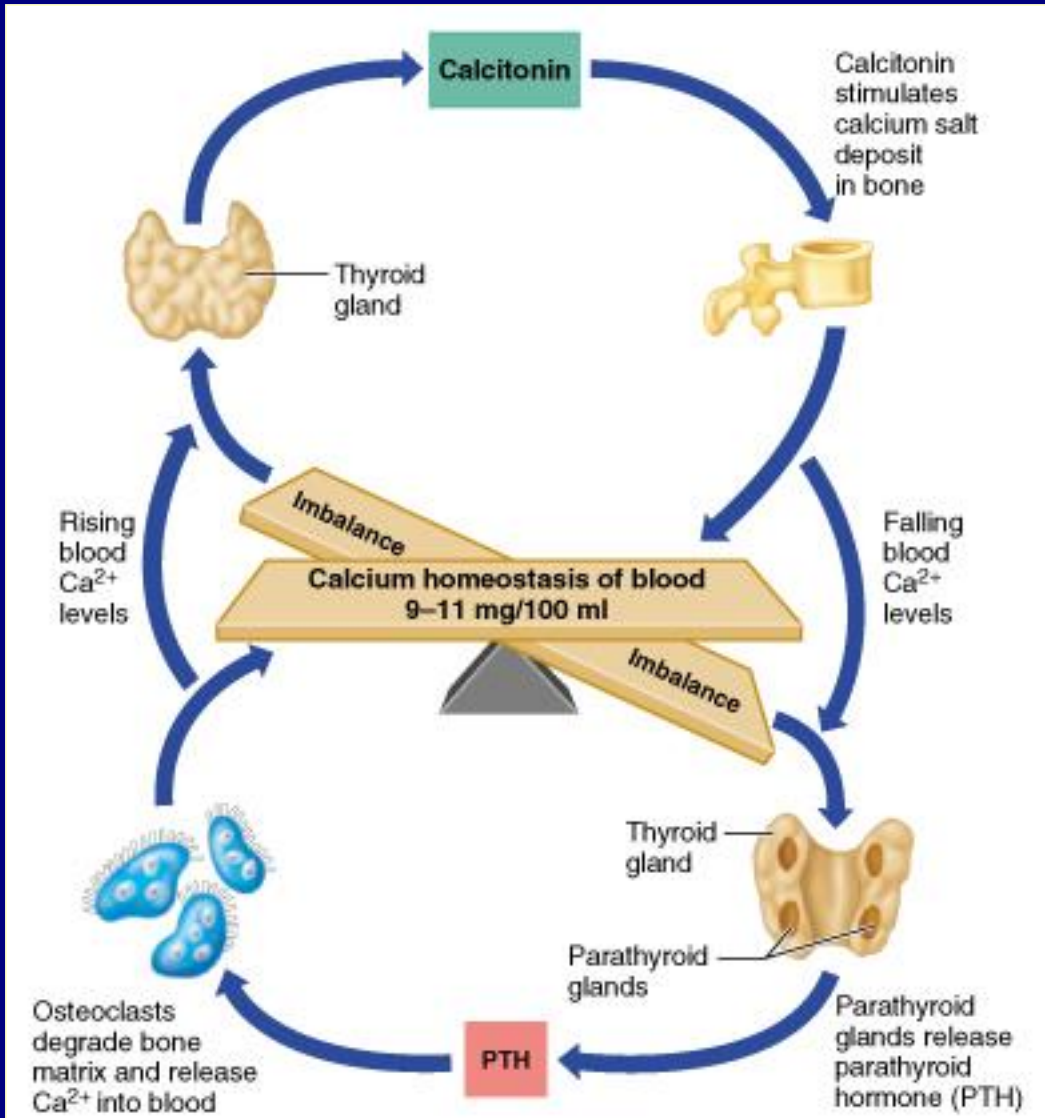 Calcitonin
Calcitonin
stimulates
calcium salt
deposit
in bone
Thyroid
gland
Rising
blood
Ca²⁺
levels
Imbalance
Calcium homeostasis of blood
9–11 mg/100 ml
Imbalance
Falling
blood
Ca²⁺
levels
Thyroid
gland
Parathyroid
glands
Osteoclasts
degrade bone
matrix and release
Ca²⁺ into blood
PTH
Parathyroid
glands release
parathyroid
hormone (PTH)